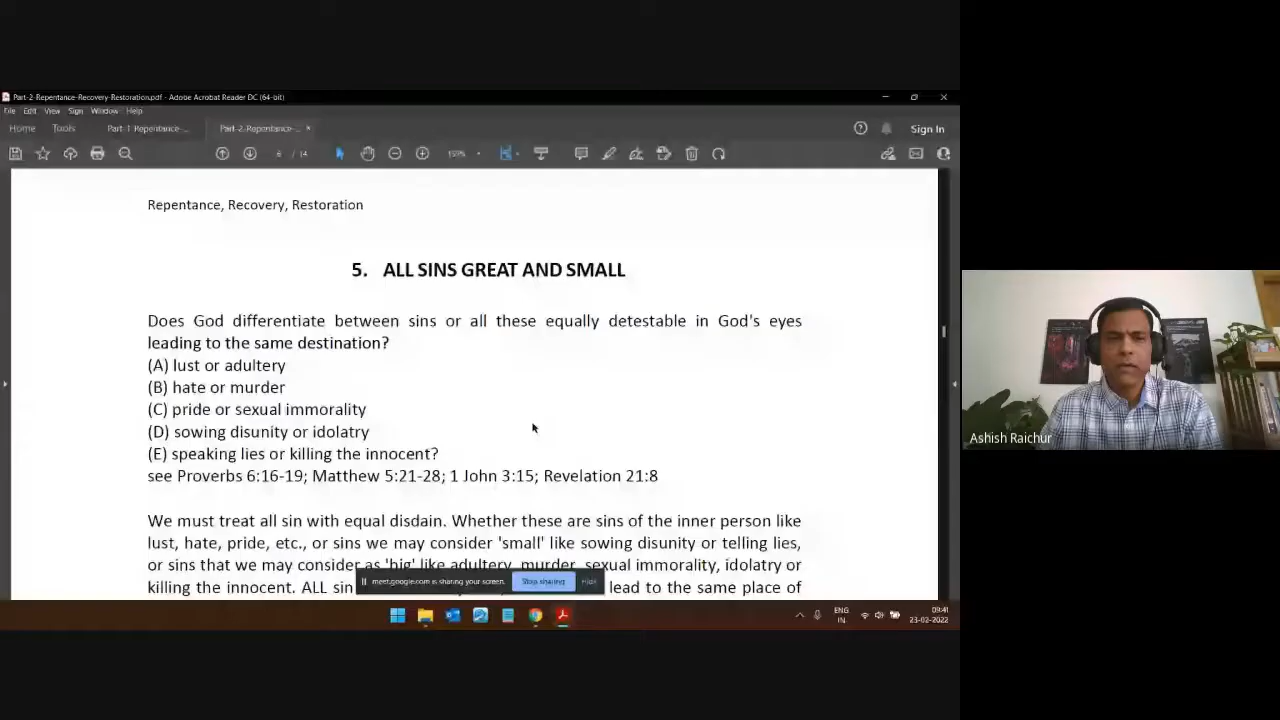 Part-2-Repentance-Recovery-Restoration.pdf - Adobe Acrobat Reader DC (64-bit)
File Edit View Sign Window Help
Home Tools Part-1-Repentance-... Part-2-Repentance-... ×
Sign In
6 / 14
159%
Repentance, Recovery, Restoration
5. ALL SINS GREAT AND SMALL
Does God differentiate between sins or all these equally detestable in God's eyes
leading to the same destination?
(A) lust or adultery
(B) hate or murder
(C) pride or sexual immorality
(D) sowing disunity or idolatry
(E) speaking lies or killing the innocent?
see Proverbs 6:16-19; Matthew 5:21-28; 1 John 3:15; Revelation 21:8
We must treat all sin with equal disdain. Whether these are sins of the inner person like
lust, hate, pride, etc., or sins we may consider 'small' like sowing disunity or telling lies,
or sins that we may consider as 'big' like adultery, murder, sexual immorality, idolatry or
killing the innocent. ALL sin lead to the same place of
meet.google.com is sharing your screen. Stop sharing Hide
ENG
IN
09:41
23-02-2022
Ashish Raichur